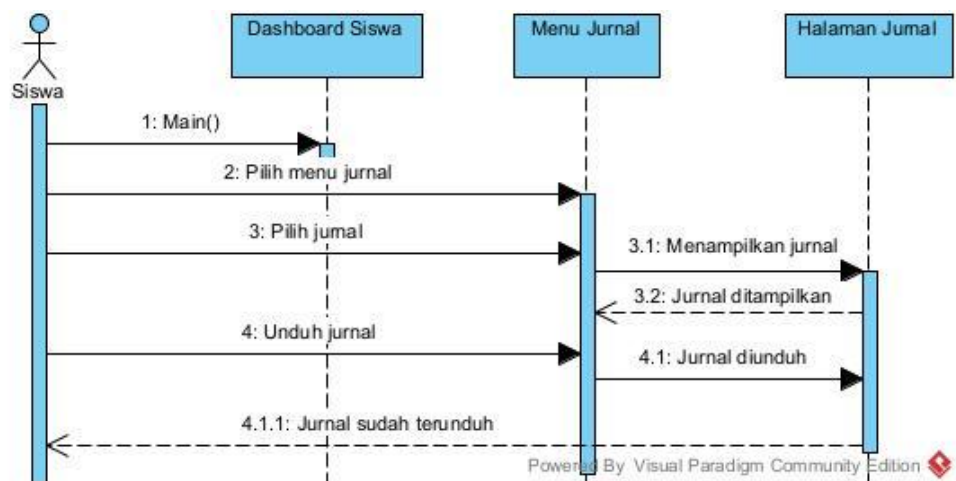 Dashboard Siswa
Menu Jurnal
Halaman Jurnal
Siswa
1: Main()
2: Pilih menu jurnal
3: Pilih jurnal
3.1: Menampilkan jurnal
3.2: Jurnal ditampilkan
4: Unduh jurnal
4.1: Jurnal diunduh
4.1.1: Jurnal sudah terunduh
Powered By Visual Paradigm Community Edition